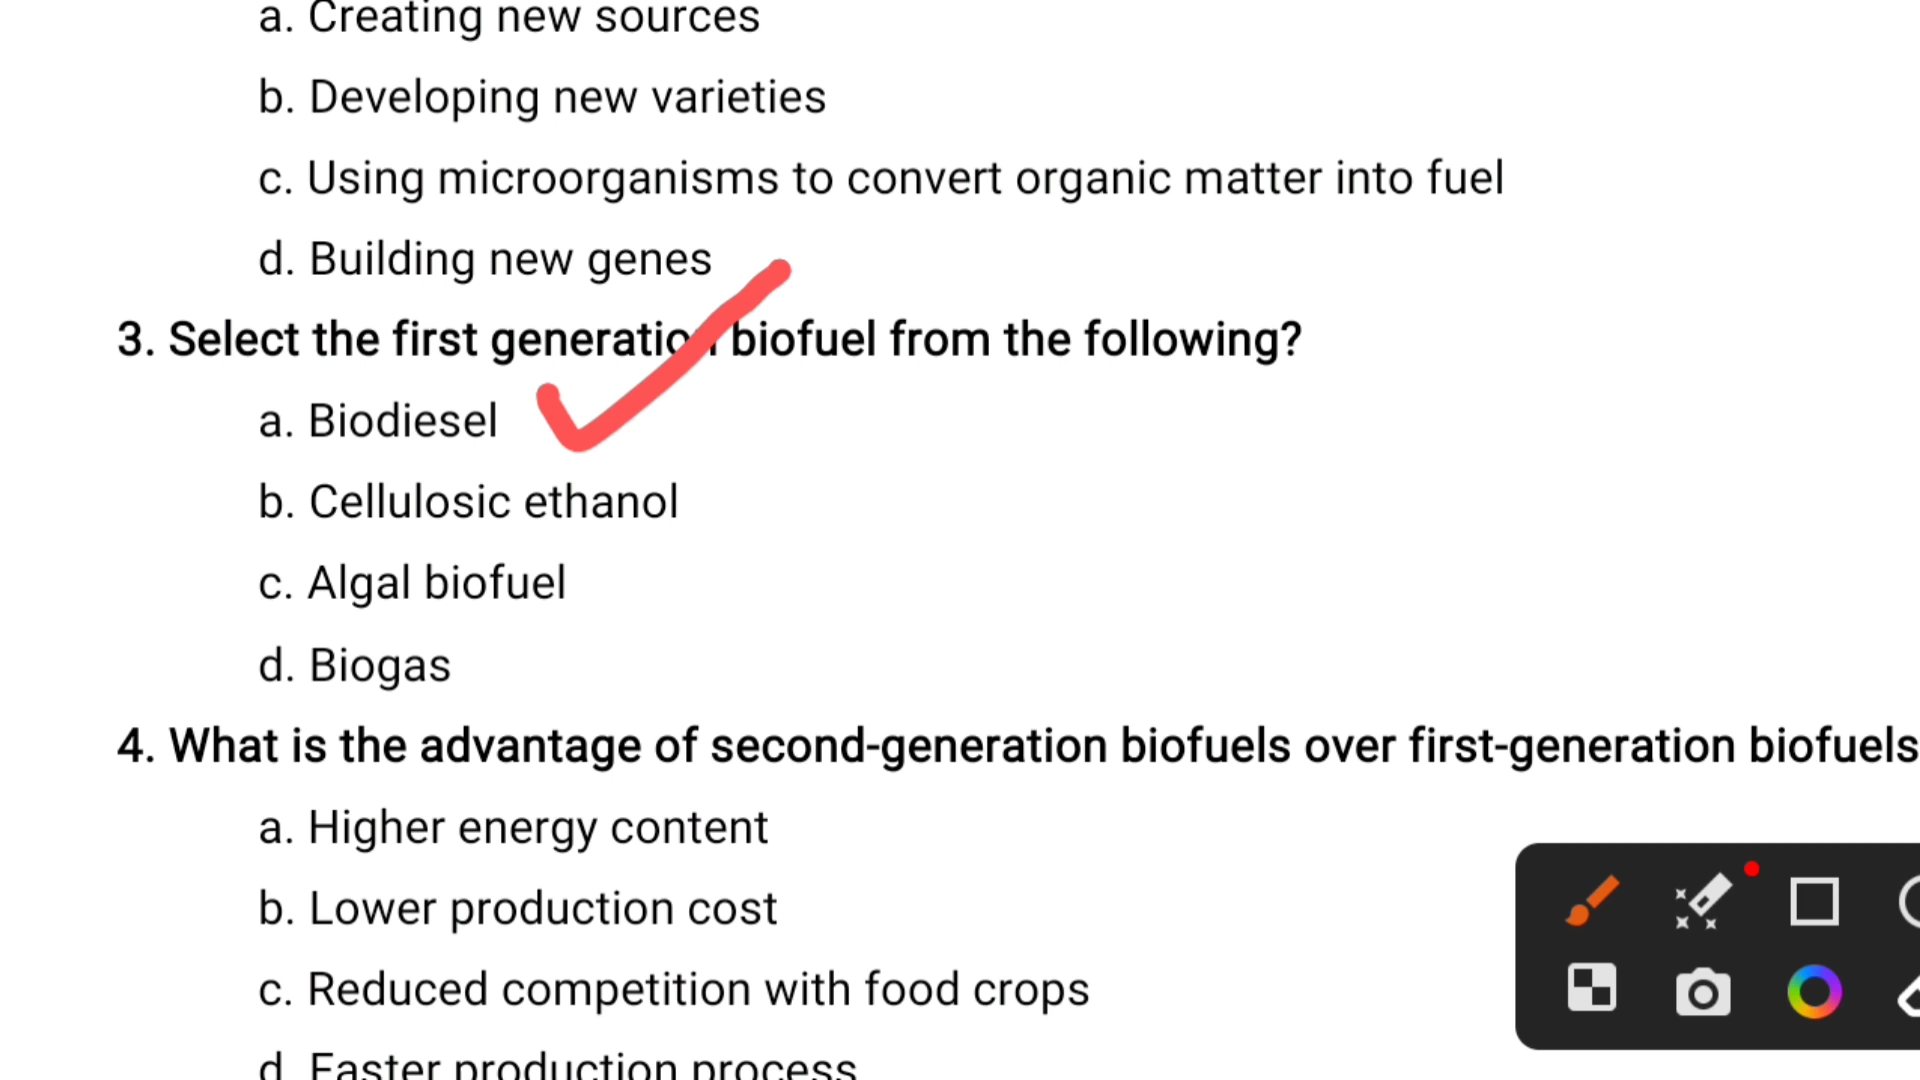 a. Creating new sources
b. Developing new varieties
c. Using microorganisms to convert organic matter into fuel
d. Building new genes
3. Select the first generation biofuel from the following?
a. Biodiesel
b. Cellulosic ethanol
c. Algal biofuel
d. Biogas
4. What is the advantage of second-generation biofuels over first-generation biofuels
a. Higher energy content
b. Lower production cost
c. Reduced competition with food crops
d. Faster production process